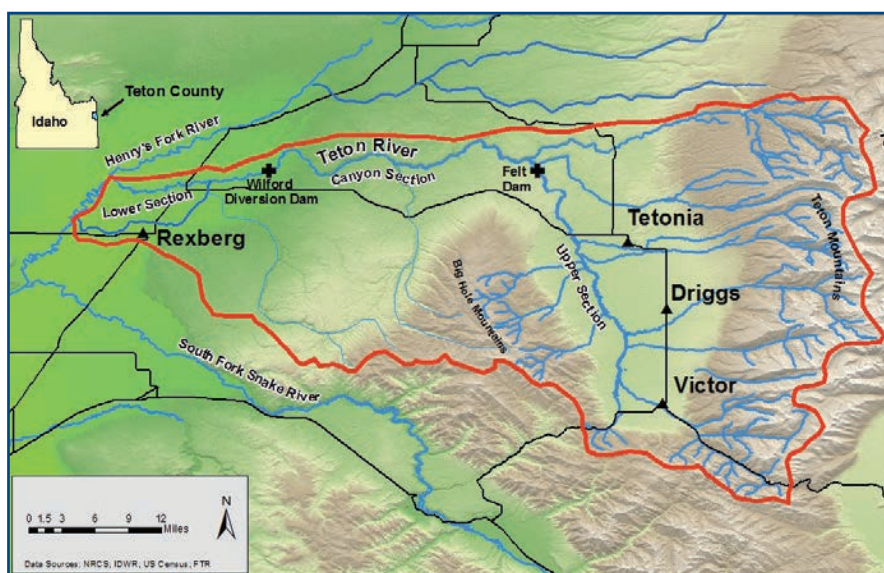 Teton County
Idaho
Henry's Fork River
Teton River
Canyon Section
Wilford
Diversion Dam
Felt
Dam
Lower Section
Rexberg
Tetonia
Teton Mountains
Upper Section
Big Hole Mountains
Driggs
South Fork Snake River
Victor
N
0 1.5 3 6 9 12
Miles
Data Sources: NRCS, IDWR, US Census, FTR